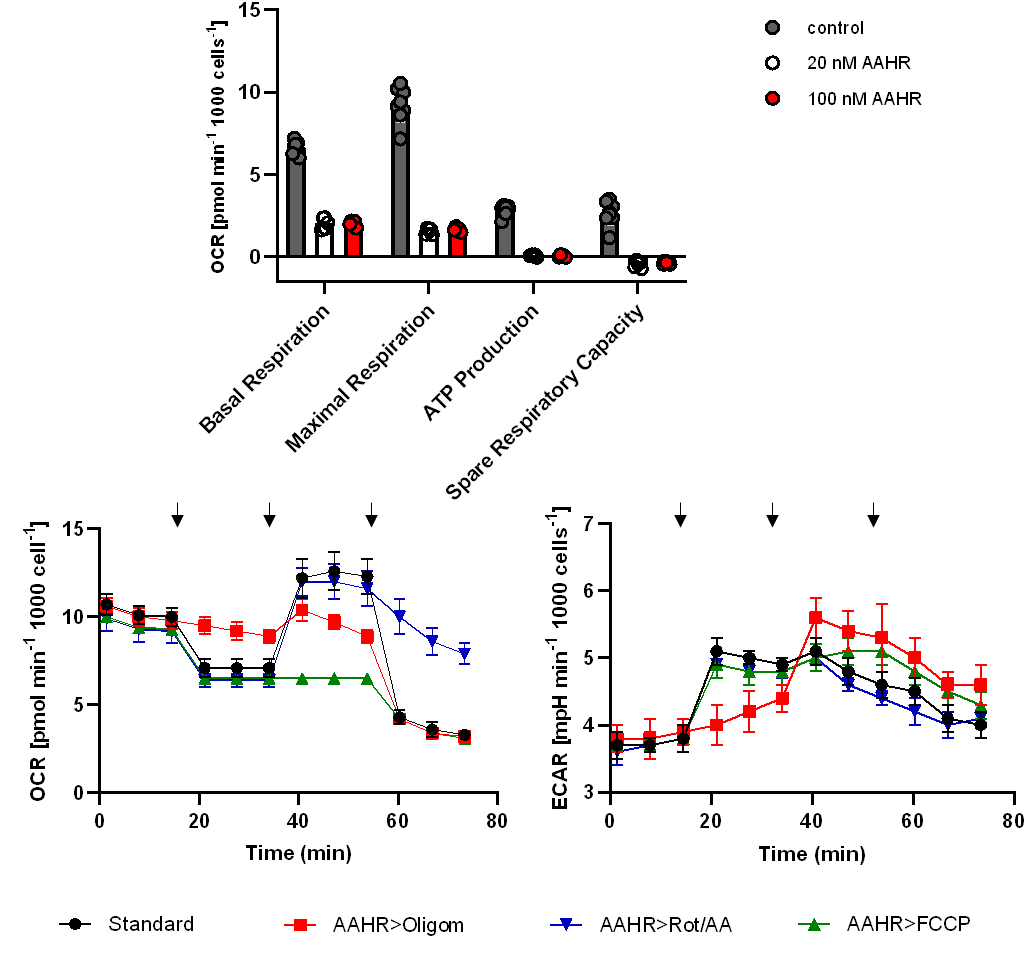 OCR [pmol min-1 1000 cells-1]
15
10
5
0
Basal Respiration
Maximal Respiration
ATP Production
Spare Respiratory Capacity
control
20 nM AAHR
100 nM AAHR
OCR [pmol min-1 1000 cell-1]
15
10
5
0
0 20 40 60 80
Time (min)
ECAR [mpH min-1 1000 cells-1]
7
6
5
4
3
0 20 40 60 80
Time (min)
Standard
AAHR>Oligom
AAHR>Rot/AA
AAHR>FCCP